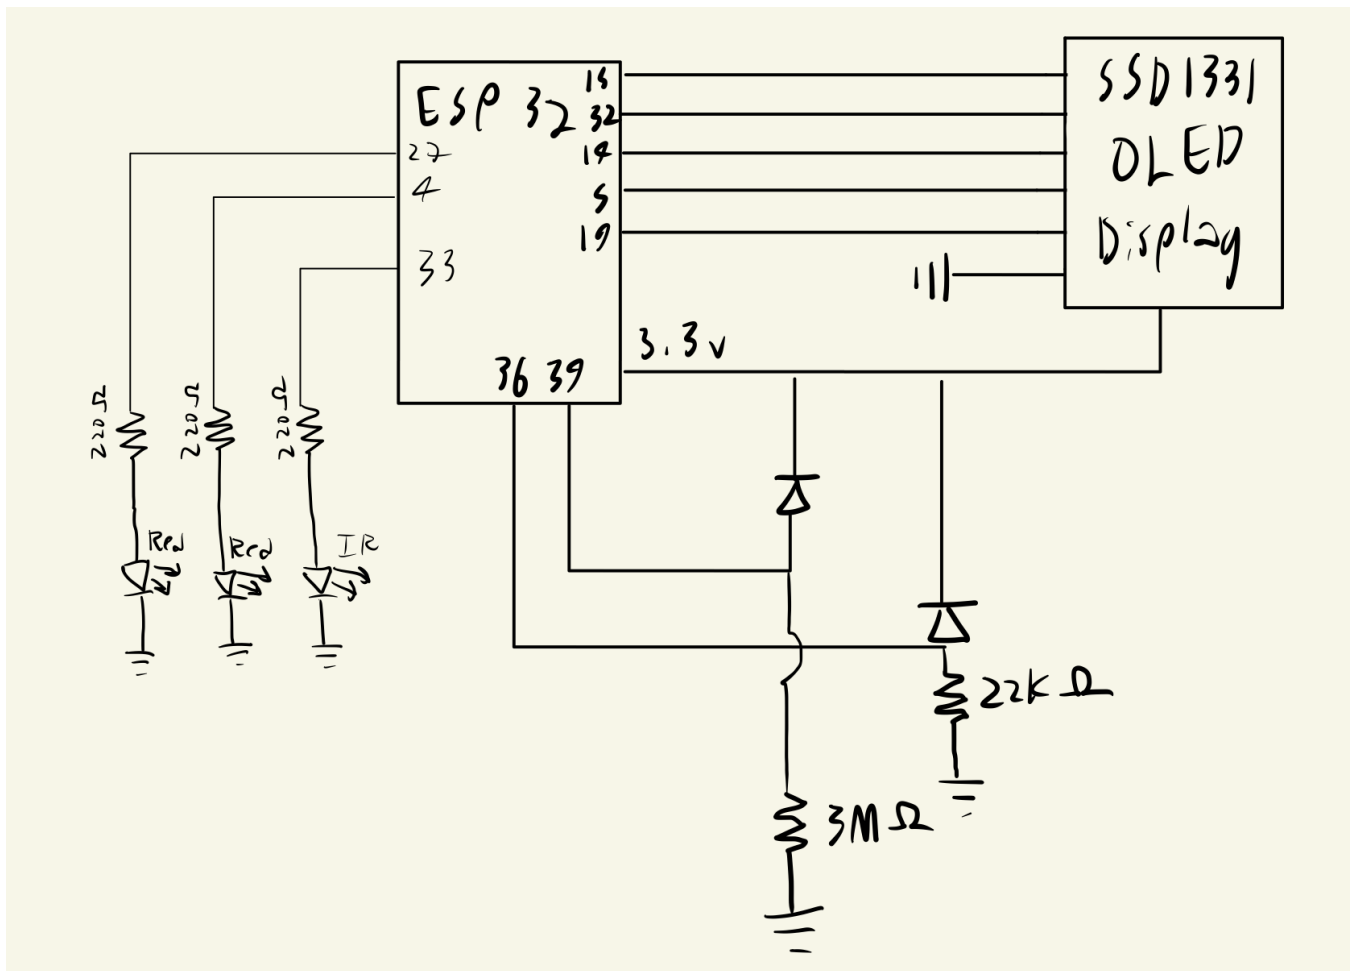 ESP 32
15
32
14
5
19
27
4
33
36 39
3.3v
SSD1331
OLED
Display
220Ω
220Ω
220Ω
Red
Red
IR
22KΩ
3MΩ